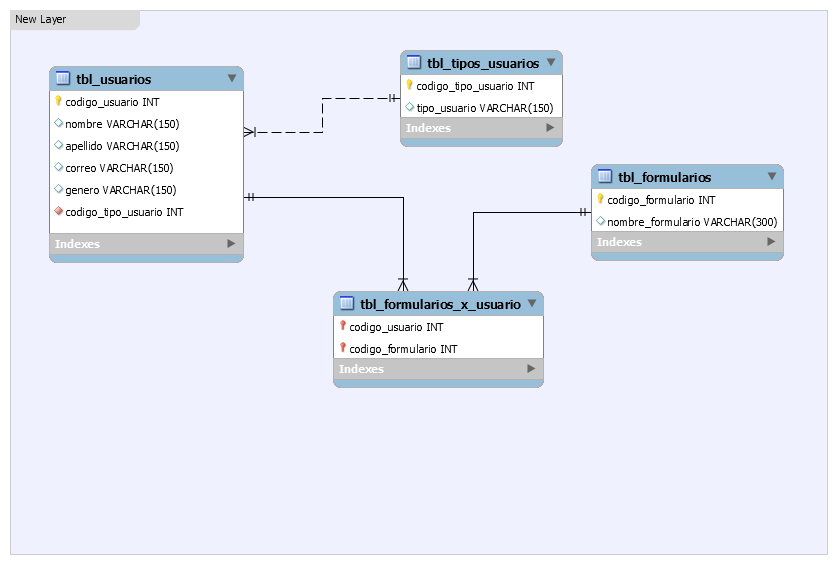 New Layer
tbl_usuarios
codigo_usuario INT
nombre VARCHAR(150)
apellido VARCHAR(150)
correo VARCHAR(150)
genero VARCHAR(150)
codigo_tipo_usuario INT
Indexes
tbl_tipos_usuarios
codigo_tipo_usuario INT
tipo_usuario VARCHAR(150)
Indexes
tbl_formularios
codigo_formulario INT
nombre_formulario VARCHAR(300)
Indexes
tbl_formularios_x_usuario
codigo_usuario INT
codigo_formulario INT
Indexes